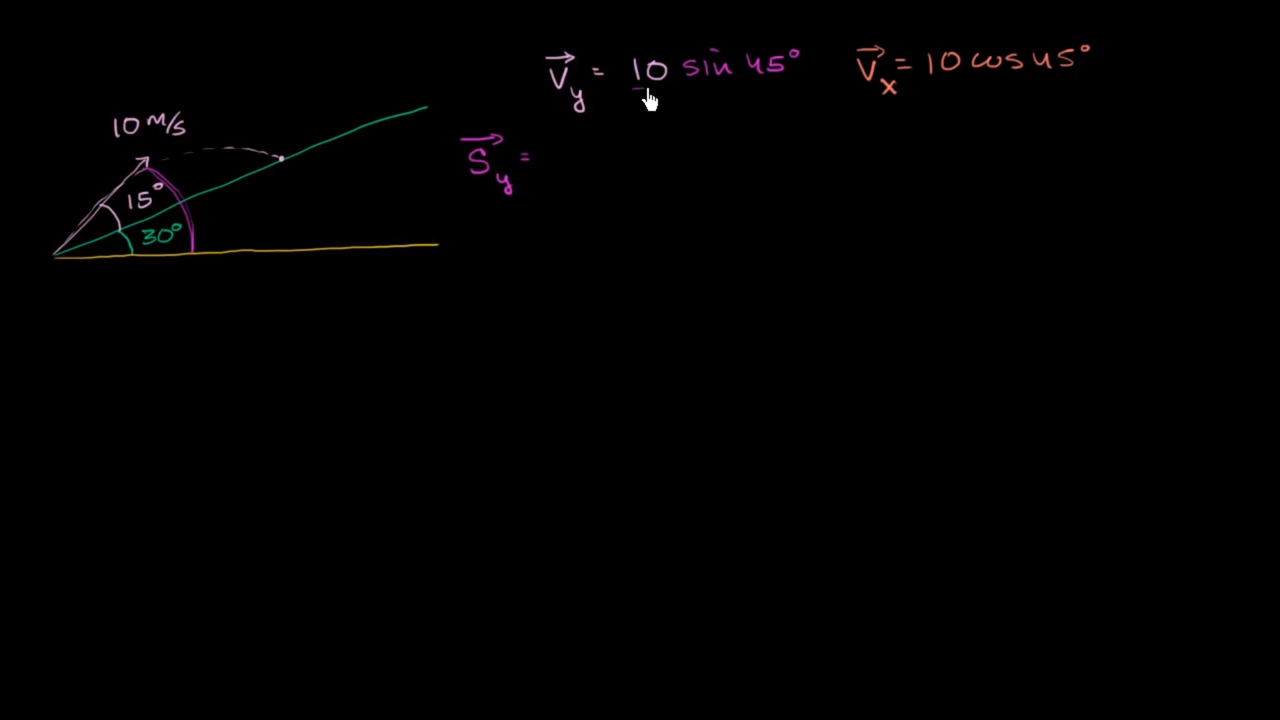 V⃗y = 10 sin 45° V⃗x = 10 cos 45°
10 M/s
S⃗y =
15°
30°